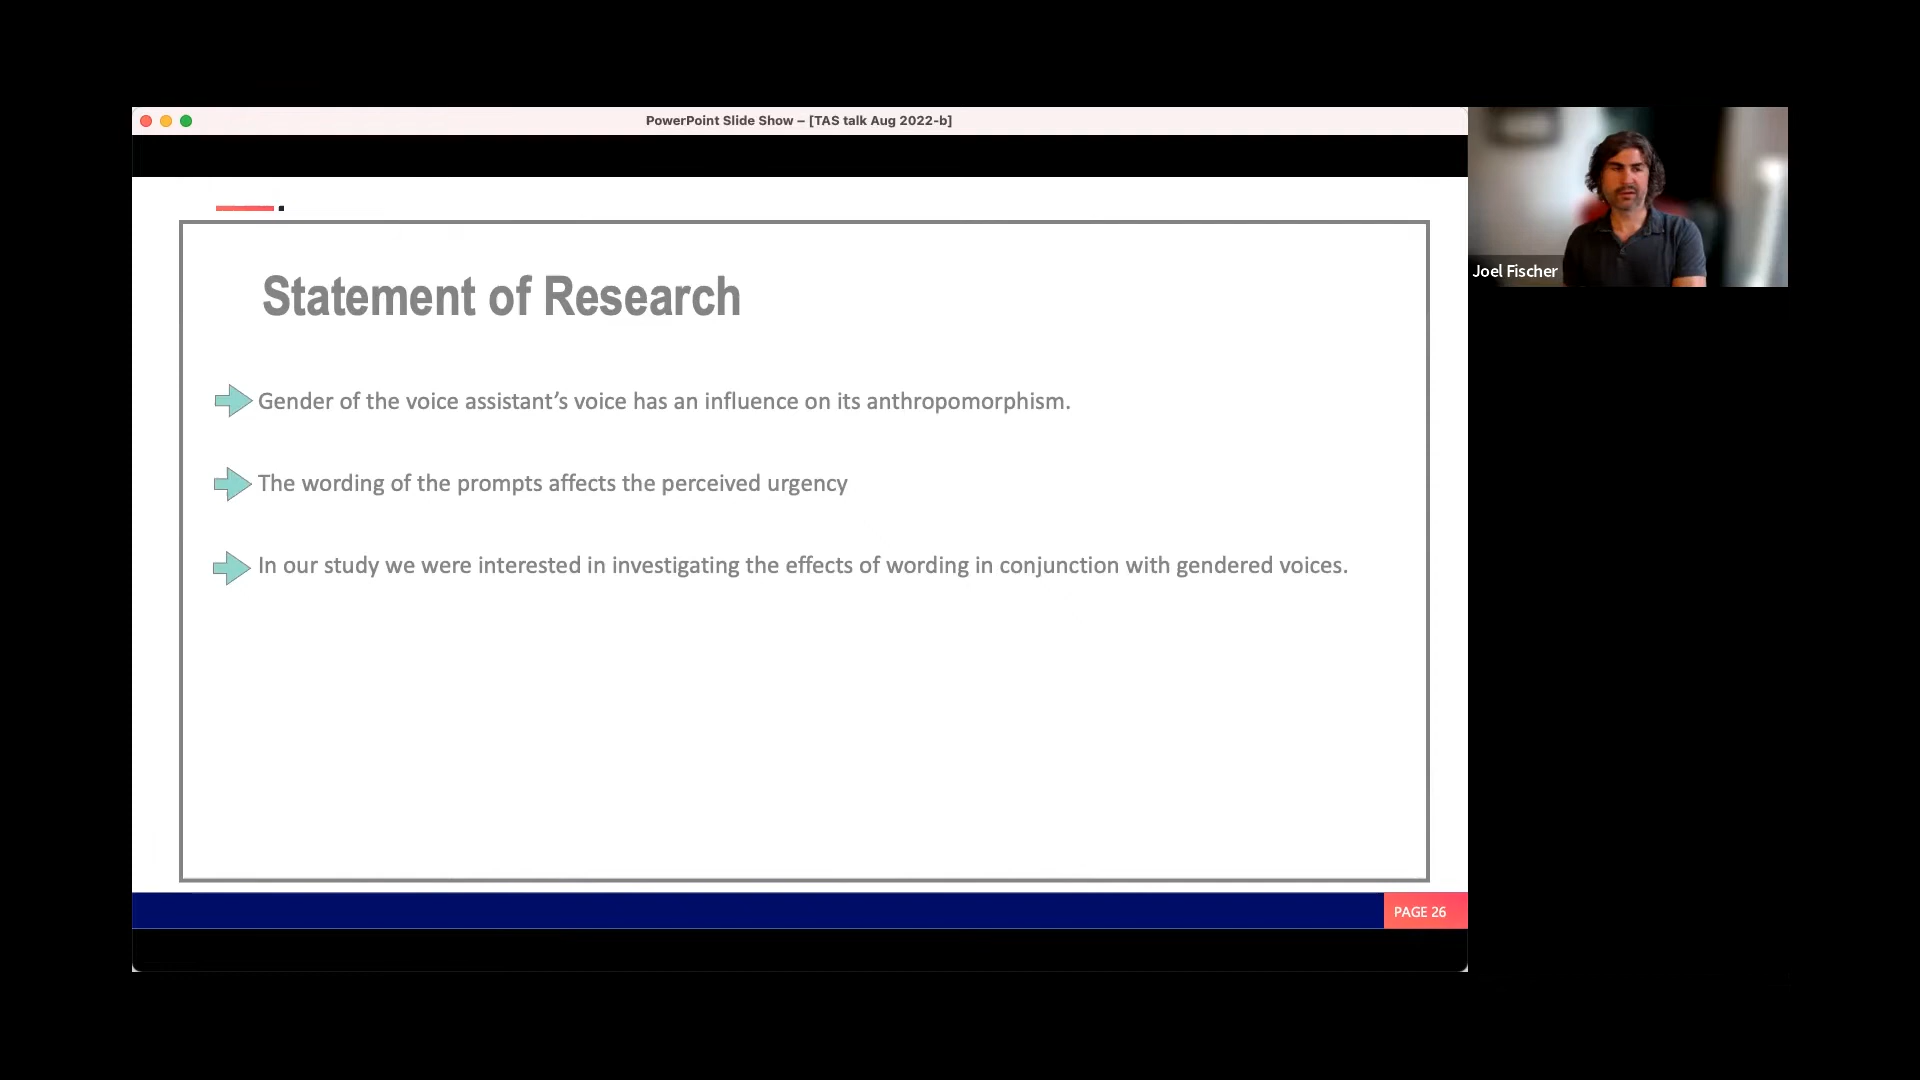 PowerPoint Slide Show – [TAS talk Aug 2022-b]
Joel Fischer
Statement of Research
Gender of the voice assistant’s voice has an influence on its anthropomorphism.
The wording of the prompts affects the perceived urgency
In our study we were interested in investigating the effects of wording in conjunction with gendered voices.
PAGE 26